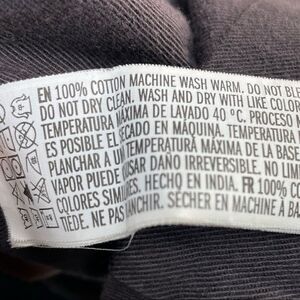 EN 100% COTTON MACHINE WASH WARM. DO NOT BLE
DO NOT DRY CLEAN. WASH AND DRY WITH LIKE COLOR
TEMPERATURA MÁXIMA DE LAVADO 40 ºC. PROCESO N
ES POSIBLE EL SECADO EN MÁQUINA. TEMPERATURA
PLANCHAR A UN TEMPERATURA MÁXIMA DE LA BASE
VAPOR PUEDE CAUSAR DAÑO IRREVERSIBLE. NO LIM
COLORES SIMILARES. HECHO EN INDIA. FR 100% C
TIÈDE. NE PAS BLANCHIR. SÉCHER EN MACHINE À BA